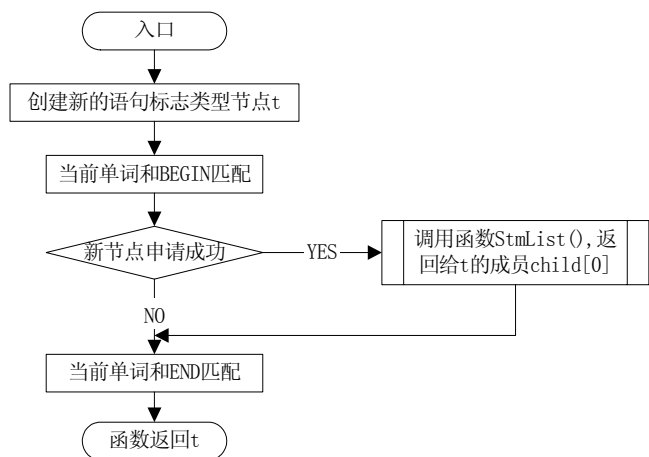 入口
创建新的语句标志类型节点t
当前单词和BEGIN匹配
新节点申请成功
YES
调用函数StmList(),返
回给t的成员child[0]
NO
当前单词和END匹配
函数返回t